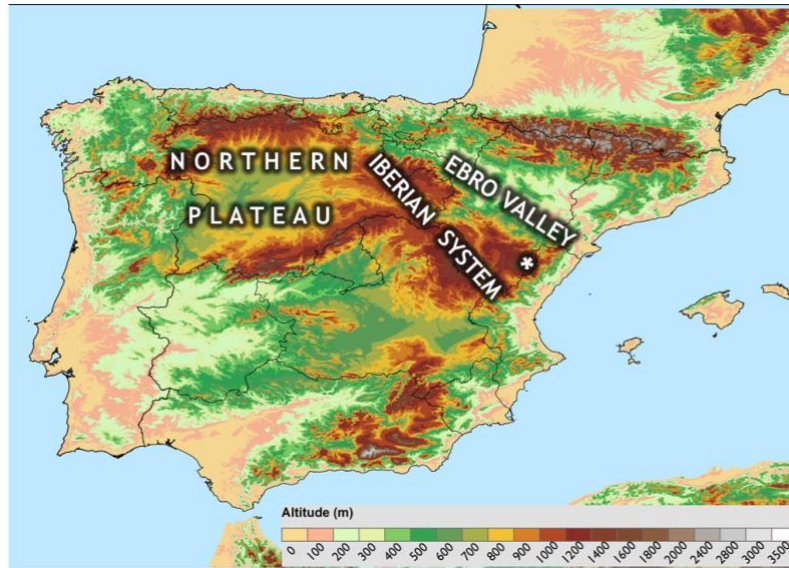 NORTHERN
PLATEAU
IBERIAN SYSTEM
EBRO VALLEY
*
Altitude (m)
0 100 200 300 400 500 600 700 800 900 1000 1200 1400 1600 1800 2000 2400 2800 3000 3500